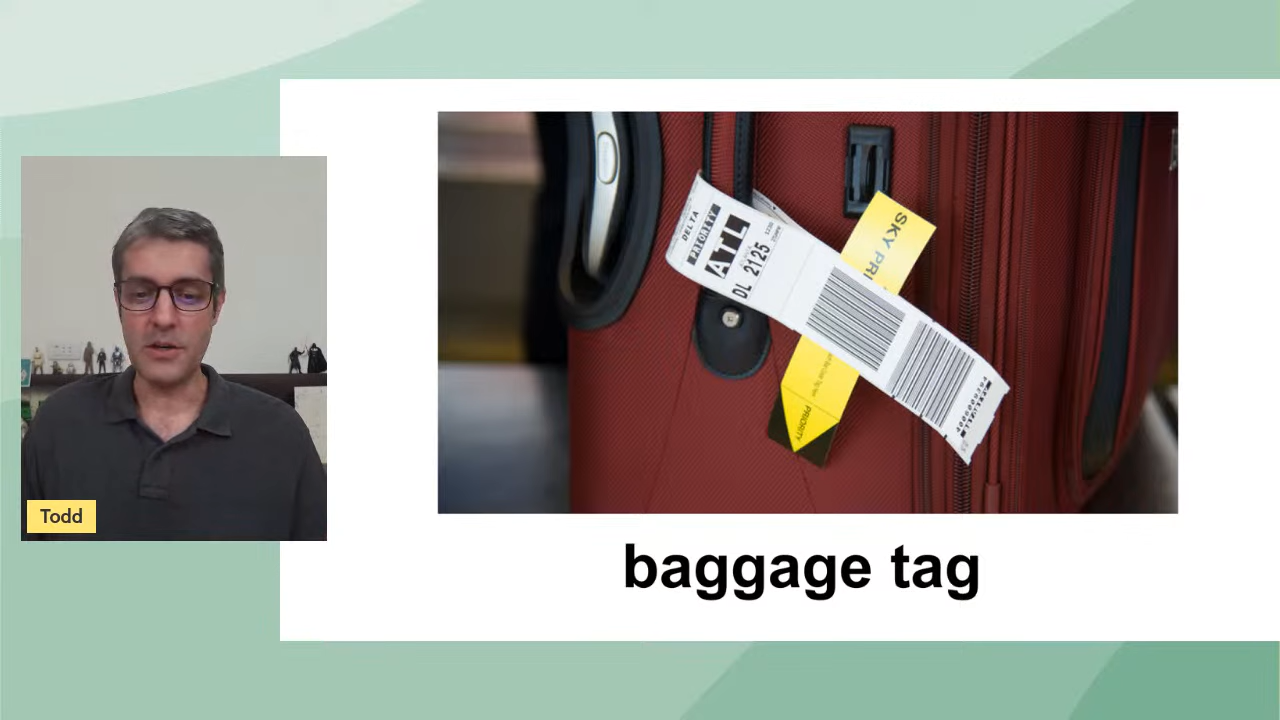 Todd
DELTA
PRIORITY
ATL
DL 2125
SKY PRI
PRIORITY
baggage tag